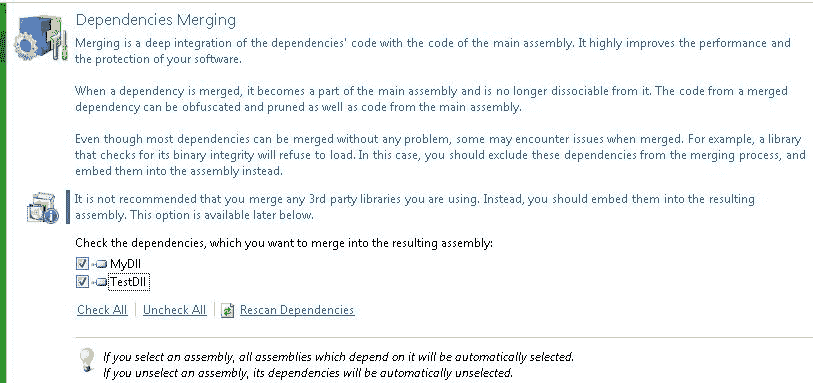 Dependencies Merging
Merging is a deep integration of the dependencies' code with the code of the main assembly. It highly improves the performance and
the protection of your software.
When a dependency is merged, it becomes a part of the main assembly and is no longer dissociable from it. The code from a merged
dependency can be obfuscated and pruned as well as code from the main assembly.
Even though most dependencies can be merged without any problem, some may encounter issues when merged. For example, a library
that checks for its binary integrity will refuse to load. In this case, you should exclude these dependencies from the merging process, and
embed them into the assembly instead.
It is not recommended that you merge any 3rd party libraries you are using. Instead, you should embed them into the resulting
assembly. This option is available later below.
Check the dependencies, which you want to merge into the resulting assembly:
MyDll
TestDll
Check All Uncheck All Rescan Dependencies
If you select an assembly, all assemblies which depend on it will be automatically selected.
If you unselect an assembly, its dependencies will be automatically unselected.